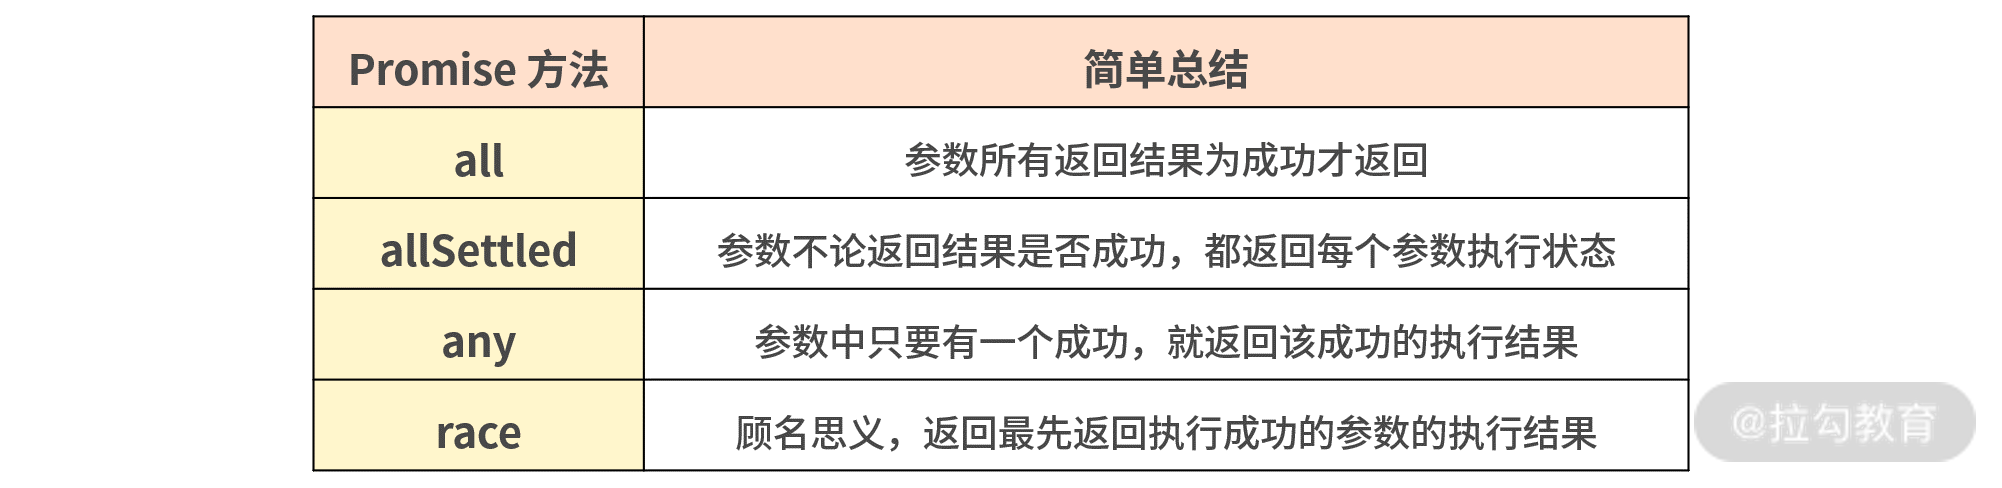 Promise 方法 简单总结
all 参数所有返回结果为成功才返回
allSettled 参数不论返回结果是否成功，都返回每个参数执行状态
any 参数中只要有一个成功，就返回该成功的执行结果
race 顾名思义，返回最先返回执行成功的参数的执行结果
@拉勾教育